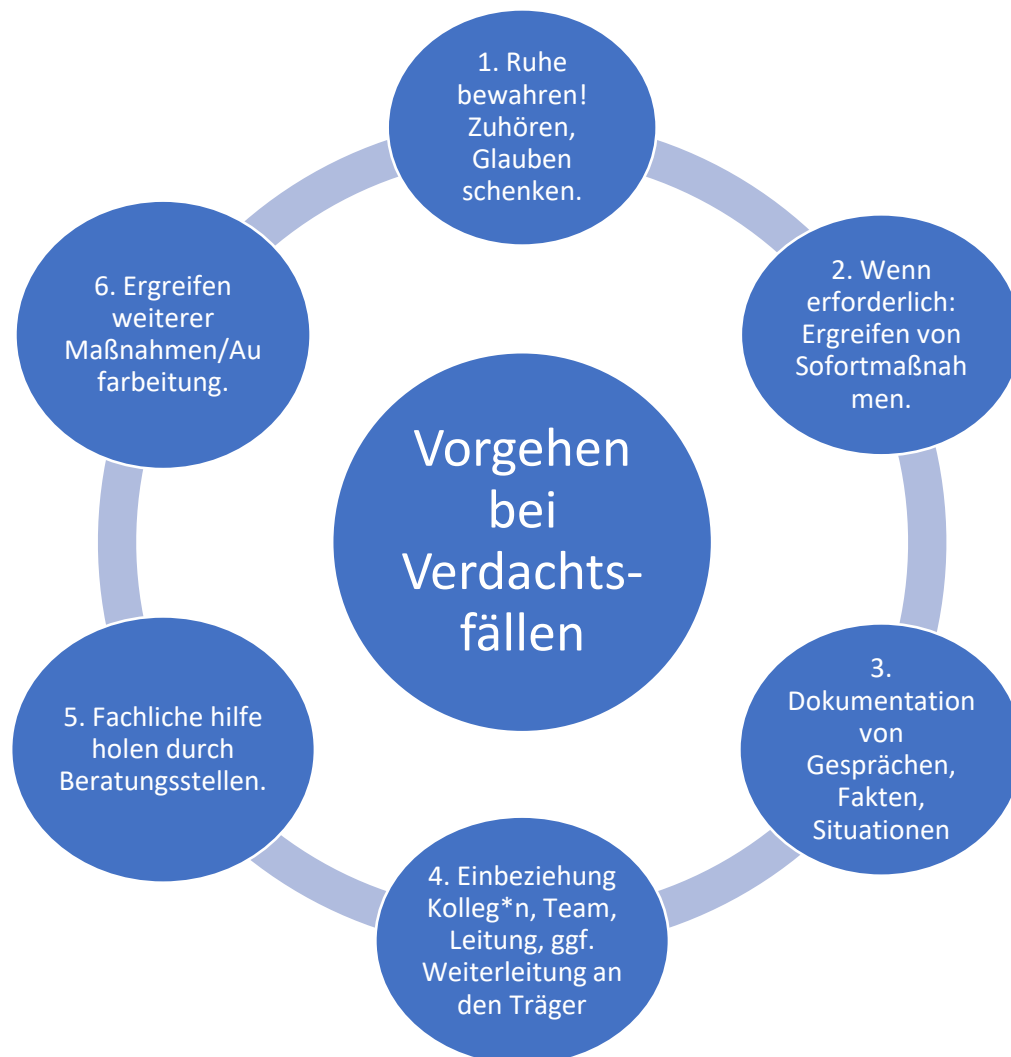 1. Ruhe
bewahren!
Zuhören,
Glauben
schenken.
2. Wenn
erforderlich:
Ergreifen von
Sofortmaßnah
men.
3.
Dokumentation
von
Gesprächen,
Fakten,
Situationen
4. Einbeziehung
Kolleg*n, Team,
Leitung, ggf.
Weiterleitung an
den Träger
5. Fachliche hilfe
holen durch
Beratungsstellen.
6. Ergreifen
weiterer
Maßnahmen/Au
farbeitung.
Vorgehen
bei
Verdachts-
fällen